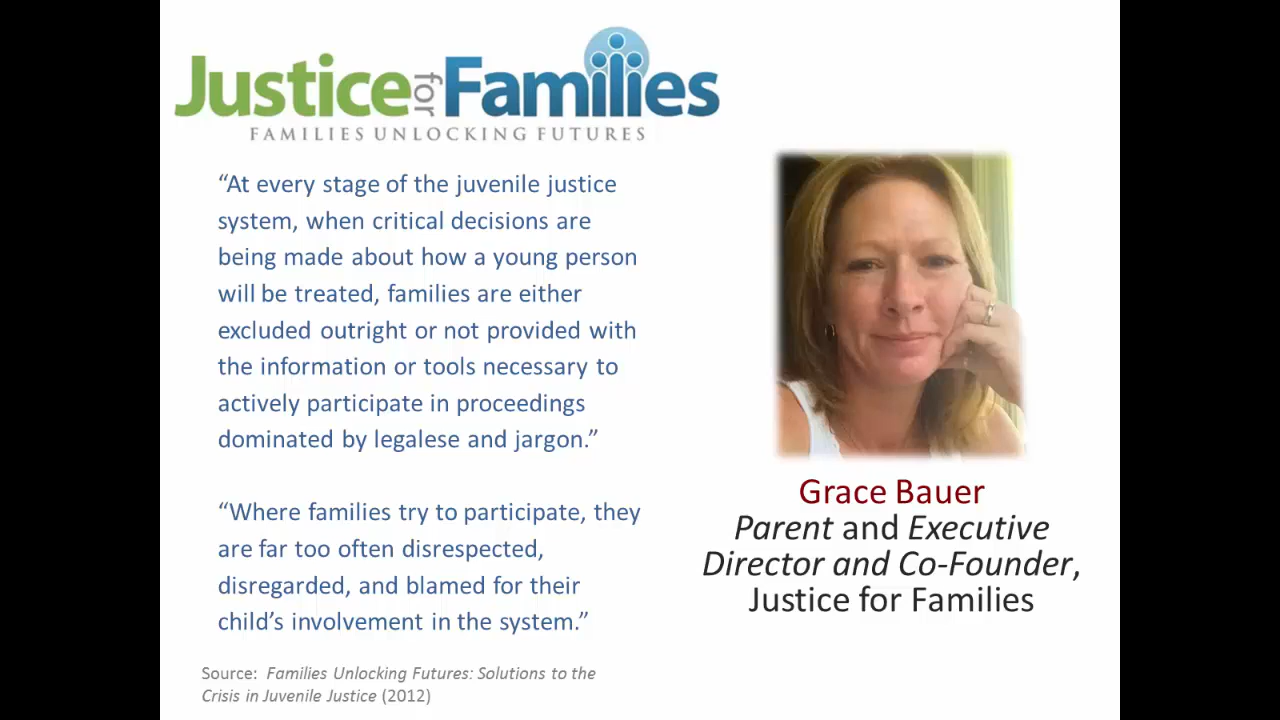 Justice for Families
FAMILIES UNLOCKING FUTURES
“At every stage of the juvenile justice
system, when critical decisions are
being made about how a young person
will be treated, families are either
excluded outright or not provided with
the information or tools necessary to
actively participate in proceedings
dominated by legalese and jargon.”
“Where families try to participate, they
are far too often disrespected,
disregarded, and blamed for their
child’s involvement in the system.”
Source:  Families Unlocking Futures: Solutions to the
Crisis in Juvenile Justice (2012)
Grace Bauer
Parent and Executive
Director and Co-Founder,
Justice for Families